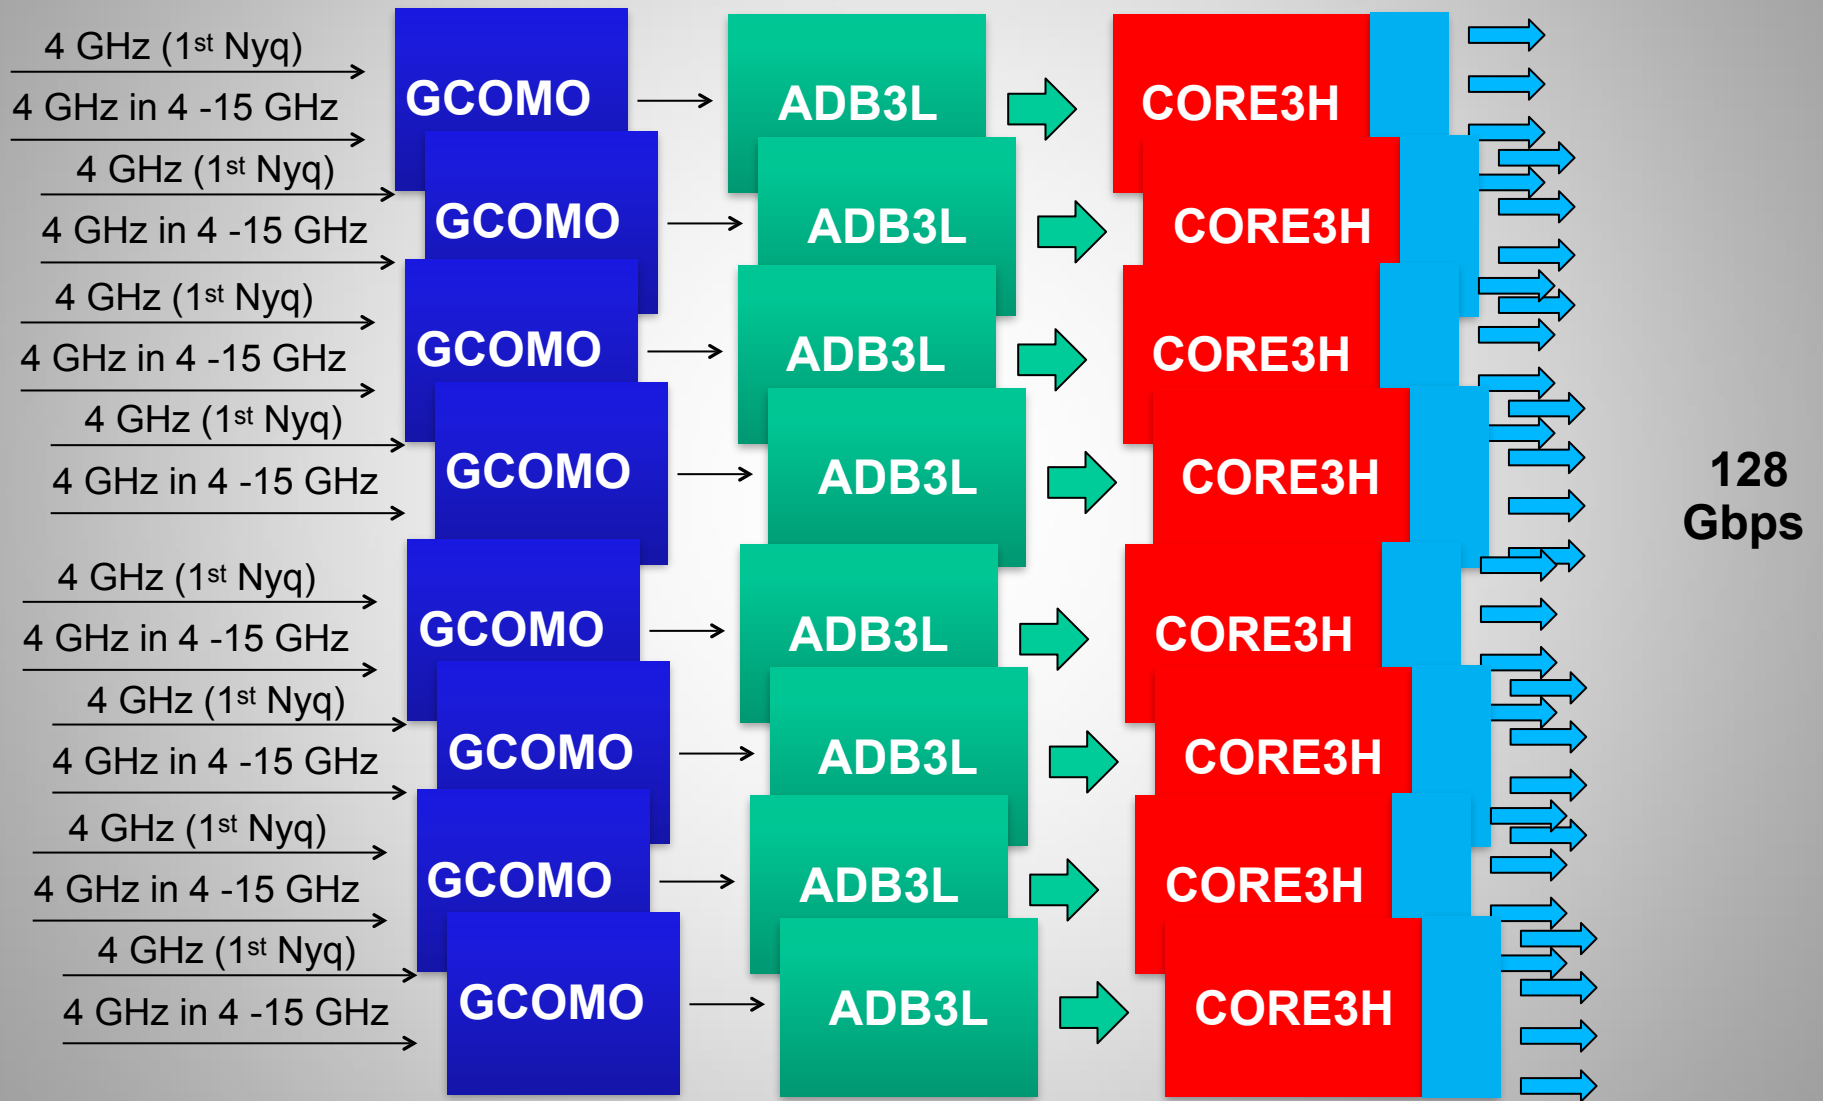 4 GHz (1st Nyq)
4 GHz in 4 -15 GHz
GCOMO
ADB3L
CORE3H
4 GHz (1st Nyq)
4 GHz in 4 -15 GHz
GCOMO
ADB3L
CORE3H
4 GHz (1st Nyq)
4 GHz in 4 -15 GHz
GCOMO
ADB3L
CORE3H
4 GHz (1st Nyq)
4 GHz in 4 -15 GHz
GCOMO
ADB3L
CORE3H
128
Gbps
4 GHz (1st Nyq)
4 GHz in 4 -15 GHz
GCOMO
ADB3L
CORE3H
4 GHz (1st Nyq)
4 GHz in 4 -15 GHz
GCOMO
ADB3L
CORE3H
4 GHz (1st Nyq)
4 GHz in 4 -15 GHz
GCOMO
ADB3L
CORE3H
4 GHz (1st Nyq)
4 GHz in 4 -15 GHz
GCOMO
ADB3L
CORE3H